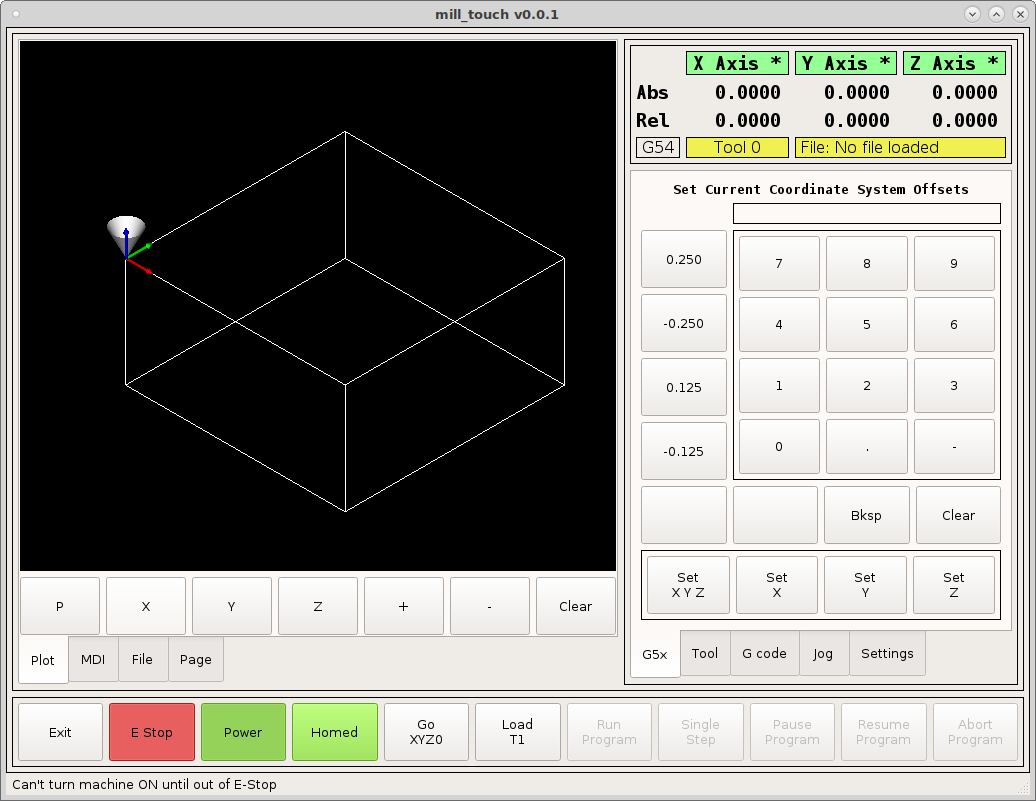 mill_touch v0.0.1
X Axis * Y Axis * Z Axis *
Abs 0.0000 0.0000 0.0000
Rel 0.0000 0.0000 0.0000
G54 Tool 0 File: No file loaded
Set Current Coordinate System Offsets
0.250 7 8 9
-0.250 4 5 6
0.125 1 2 3
-0.125 0 . -
Bksp Clear
Set X Y Z
Set X
Set Y
Set Z
P X Y Z + - Clear
Plot MDI File Page
G5x Tool G code Jog Settings
Exit
E Stop
Power
Homed
Go
XYZ0
Load
T1
Run
Program
Single
Step
Pause
Program
Resume
Program
Abort
Program
Can't turn machine ON until out of E-Stop